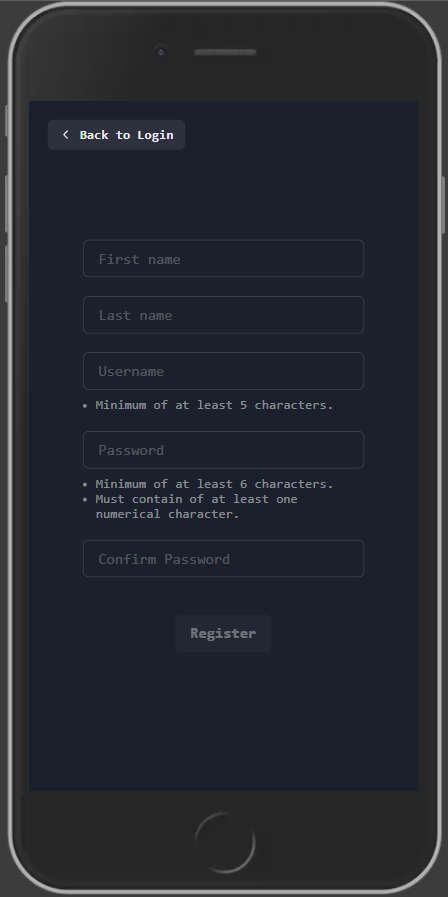 Back to Login
First name
Last name
Username
• Minimum of at least 5 characters.
Password
• Minimum of at least 6 characters.
• Must contain of at least one
numerical character.
Confirm Password
Register